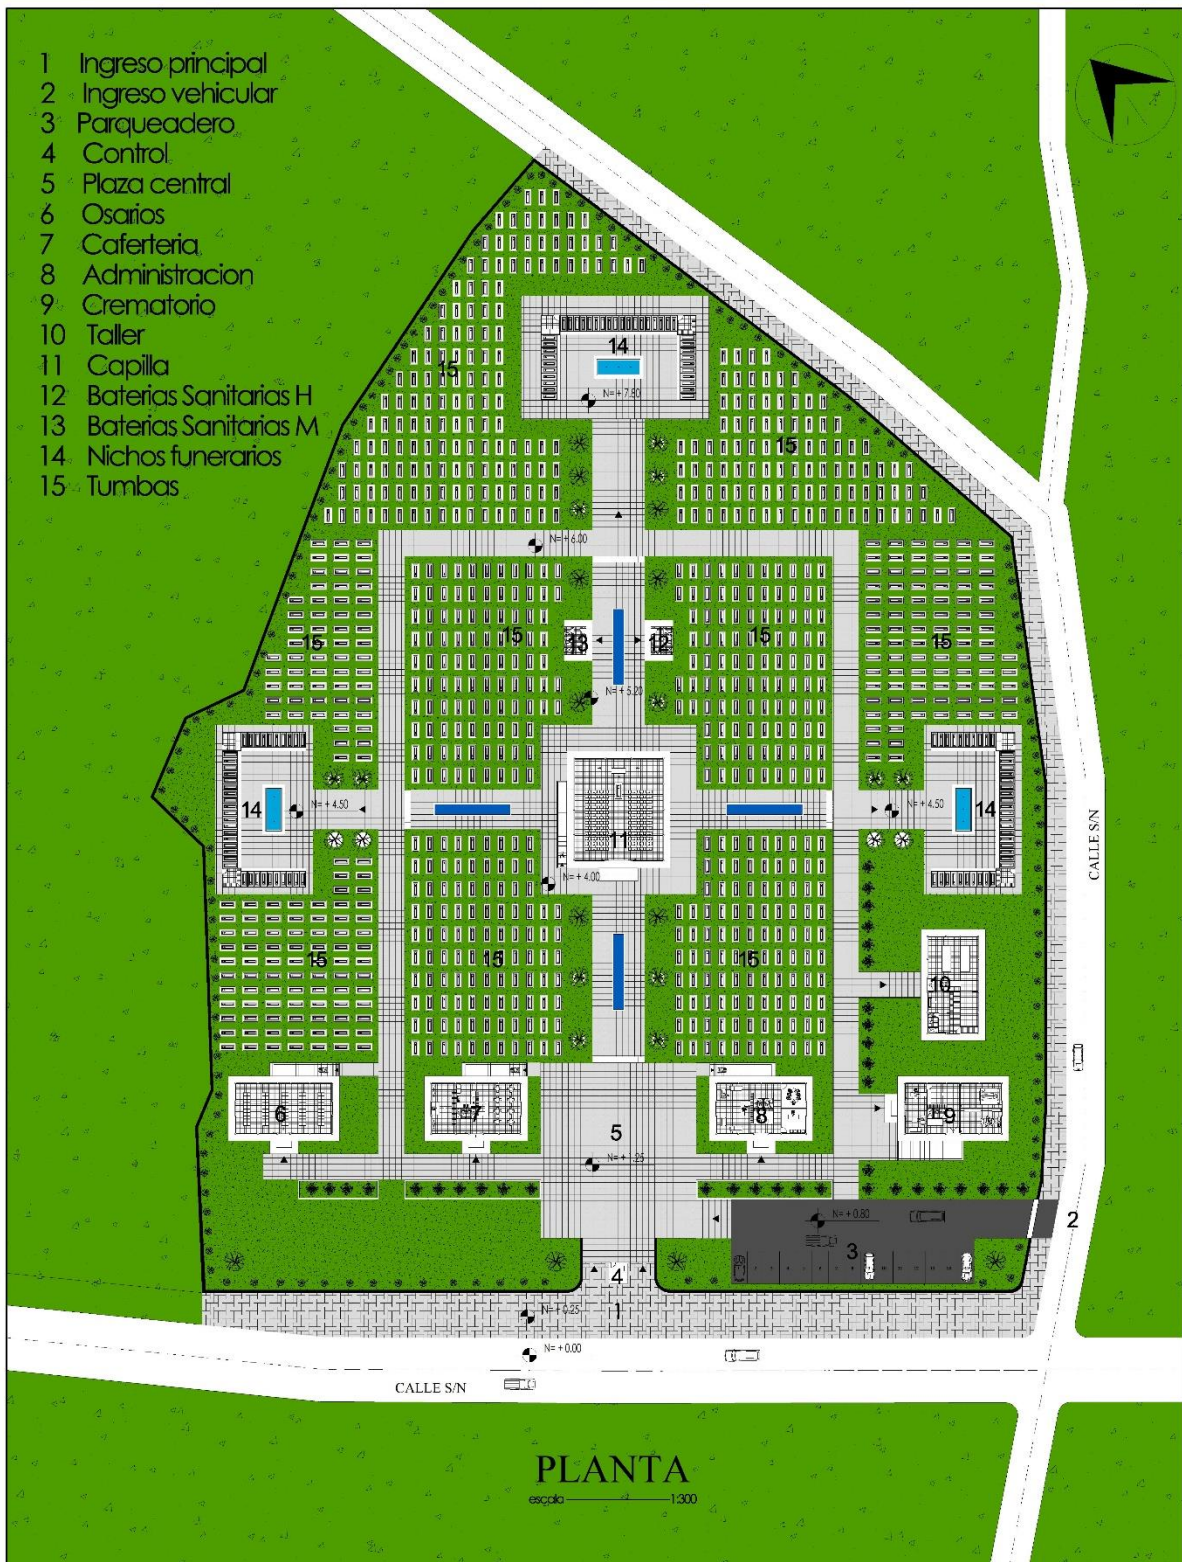 1 Ingreso principal
2 Ingreso vehicular
3 Parqueadero
4 Control
5 Plaza central
6 Osarios
7 Caferteria
8 Administracion
9 Crematorio
10 Taller
11 Capilla
12 Baterias Sanitarias H
13 Baterias Sanitarias M
14 Nichos funerarios
15 Tumbas
14
15
N= + 7.80
15
N= + 6.00
15
15
13
12
15
15
N= + 5.20
14
N= + 4.50
11
N= + 4.50
14
CALLE S/N
N= + 4.00
15
15
15
10
6
7
8
9
5
N= + 1.25
N= + 0.80
2
3
4
N= + 0.25
1
N= + 0.00
CALLE S/N
PLANTA
escala 1:300